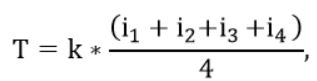 T = k * (i₁ + i₂+i₃ +i₄ ) / 4 ,